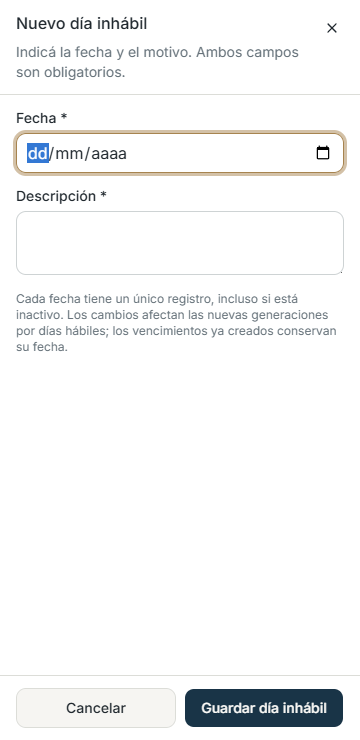 Nuevo día inhábil
Indicá la fecha y el motivo. Ambos campos
son obligatorios.
Fecha *
dd/mm/aaaa
Descripción *
Cada fecha tiene un único registro, incluso si está
inactivo. Los cambios afectan las nuevas generaciones
por días hábiles; los vencimientos ya creados conservan
su fecha.
Cancelar
Guardar día inhábil